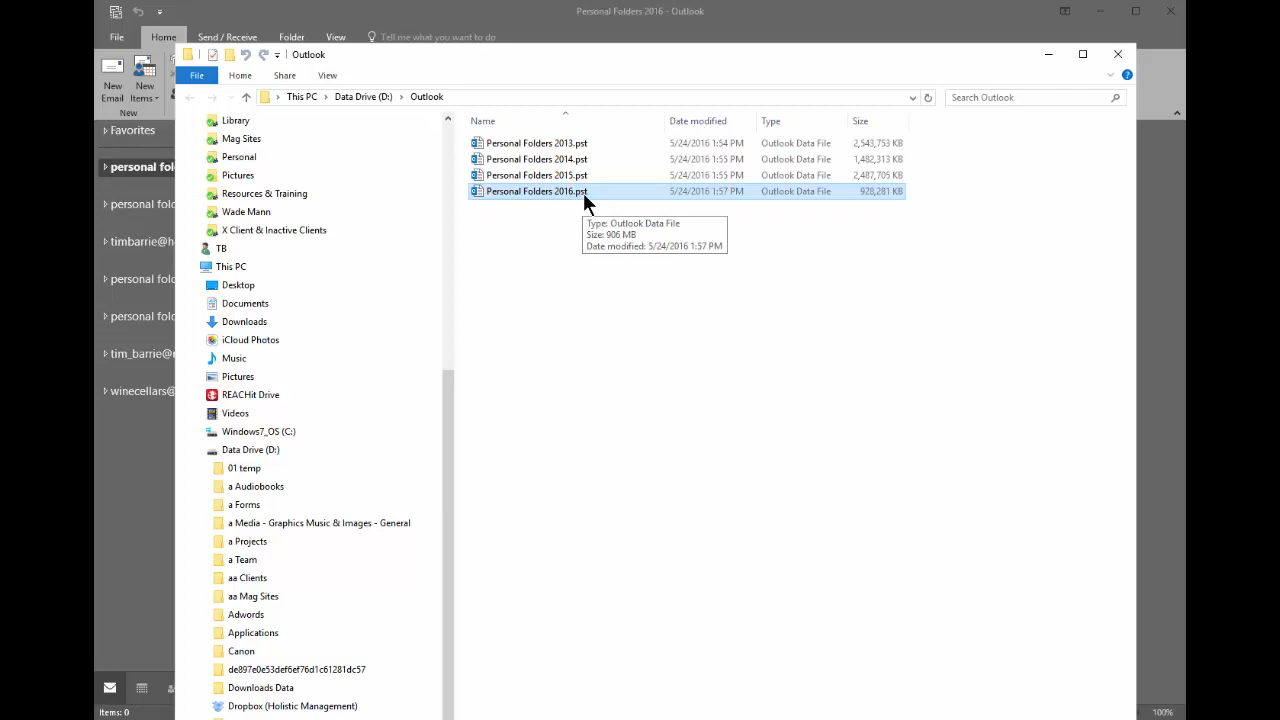 Personal Folders 2016 - Outlook
File Home Send / Receive Folder View Tell me what you want to do
New Email
New Items
New
Favorites
personal fol
personal fol
timbarrie@h
personal fol
personal fol
tim_barrie@
winecellars@
Items: 0
100%
Outlook
File Home Share View
This PC Data Drive (D:) Outlook
Search Outlook
Library
Mag Sites
Personal
Pictures
Resources & Training
Wade Mann
X Client & Inactive Clients
TB
This PC
Desktop
Documents
Downloads
iCloud Photos
Music
Pictures
REACHit Drive
Videos
Windows7_OS (C:)
Data Drive (D:)
01 temp
a Audiobooks
a Forms
a Media - Graphics Music & Images - General
a Projects
a Team
aa Clients
aa Mag Sites
Adwords
Applications
Canon
de897e0e53def6ef76d1c61281dc57
Downloads Data
Dropbox (Holistic Management)
Name Date modified Type Size
Personal Folders 2013.pst 5/24/2016 1:54 PM Outlook Data File 2,543,753 KB
Personal Folders 2014.pst 5/24/2016 1:55 PM Outlook Data File 1,482,313 KB
Personal Folders 2015.pst 5/24/2016 1:55 PM Outlook Data File 2,487,705 KB
Personal Folders 2016.pst 5/24/2016 1:57 PM Outlook Data File 928,281 KB
Type: Outlook Data File
Size: 906 MB
Date modified: 5/24/2016 1:57 PM